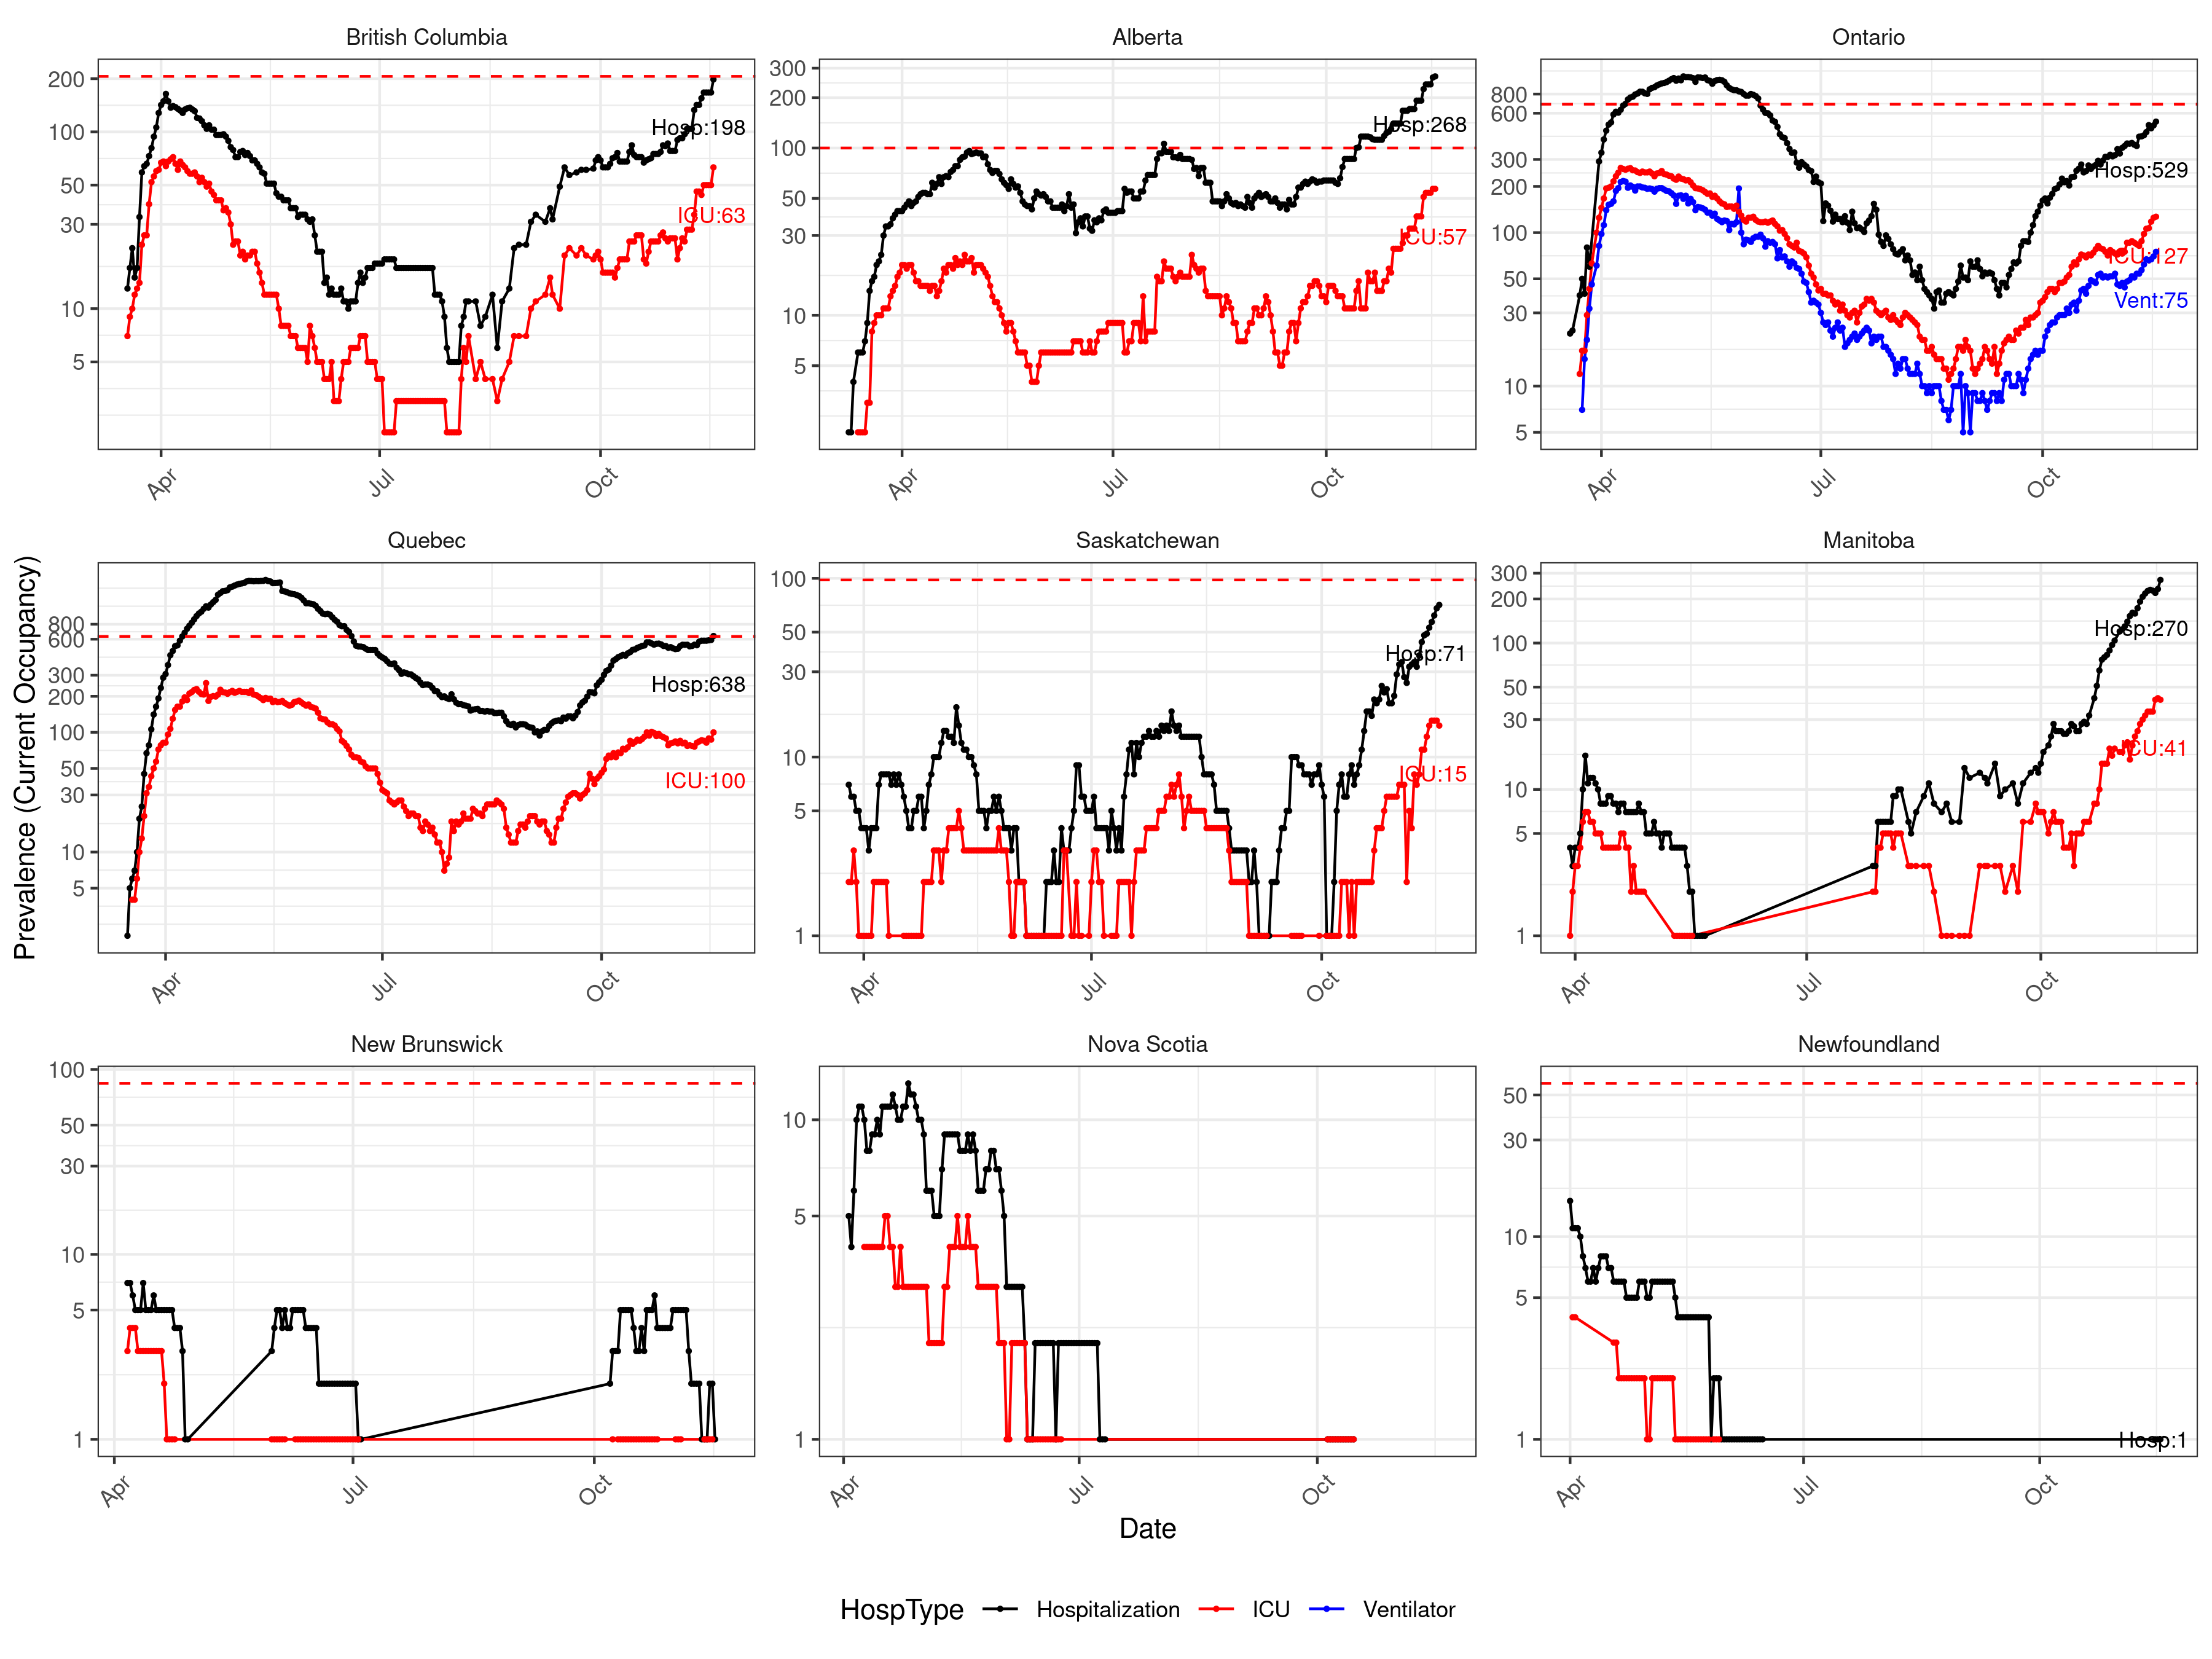 British Columbia
200
100
50
30
10
5
Hosp:198
ICU:63
Apr
Jul
Oct
Alberta
300
200
100
50
30
10
5
Hosp:268
ICU:57
Apr
Jul
Oct
Ontario
800
600
300
200
100
50
30
10
5
Hosp:529
ICU:127
Vent:75
Apr
Jul
Oct
Prevalence (Current Occupancy)
Quebec
800
600
300
200
100
50
30
10
5
Hosp:638
ICU:100
Apr
Jul
Oct
Saskatchewan
100
50
30
10
5
1
Hosp:71
ICU:15
Apr
Jul
Oct
Manitoba
300
200
100
50
30
10
5
1
Hosp:270
ICU:41
Apr
Jul
Oct
New Brunswick
100
50
30
10
5
1
Apr
Jul
Oct
Nova Scotia
10
5
1
Apr
Jul
Oct
Newfoundland
50
30
10
5
1
Hosp:1
Apr
Jul
Oct
Date
HospType Hospitalization ICU Ventilator